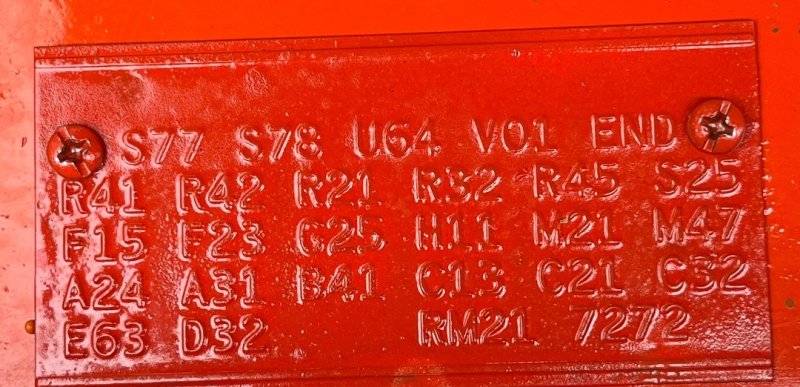 S77 S78 U64 V01 END
R41 R42 R21 R32 R45 S25
F15 F23 G25 H11 M21 M47
A24 A31 B41 C13 C21 C32
E63 D32 RM21 7272